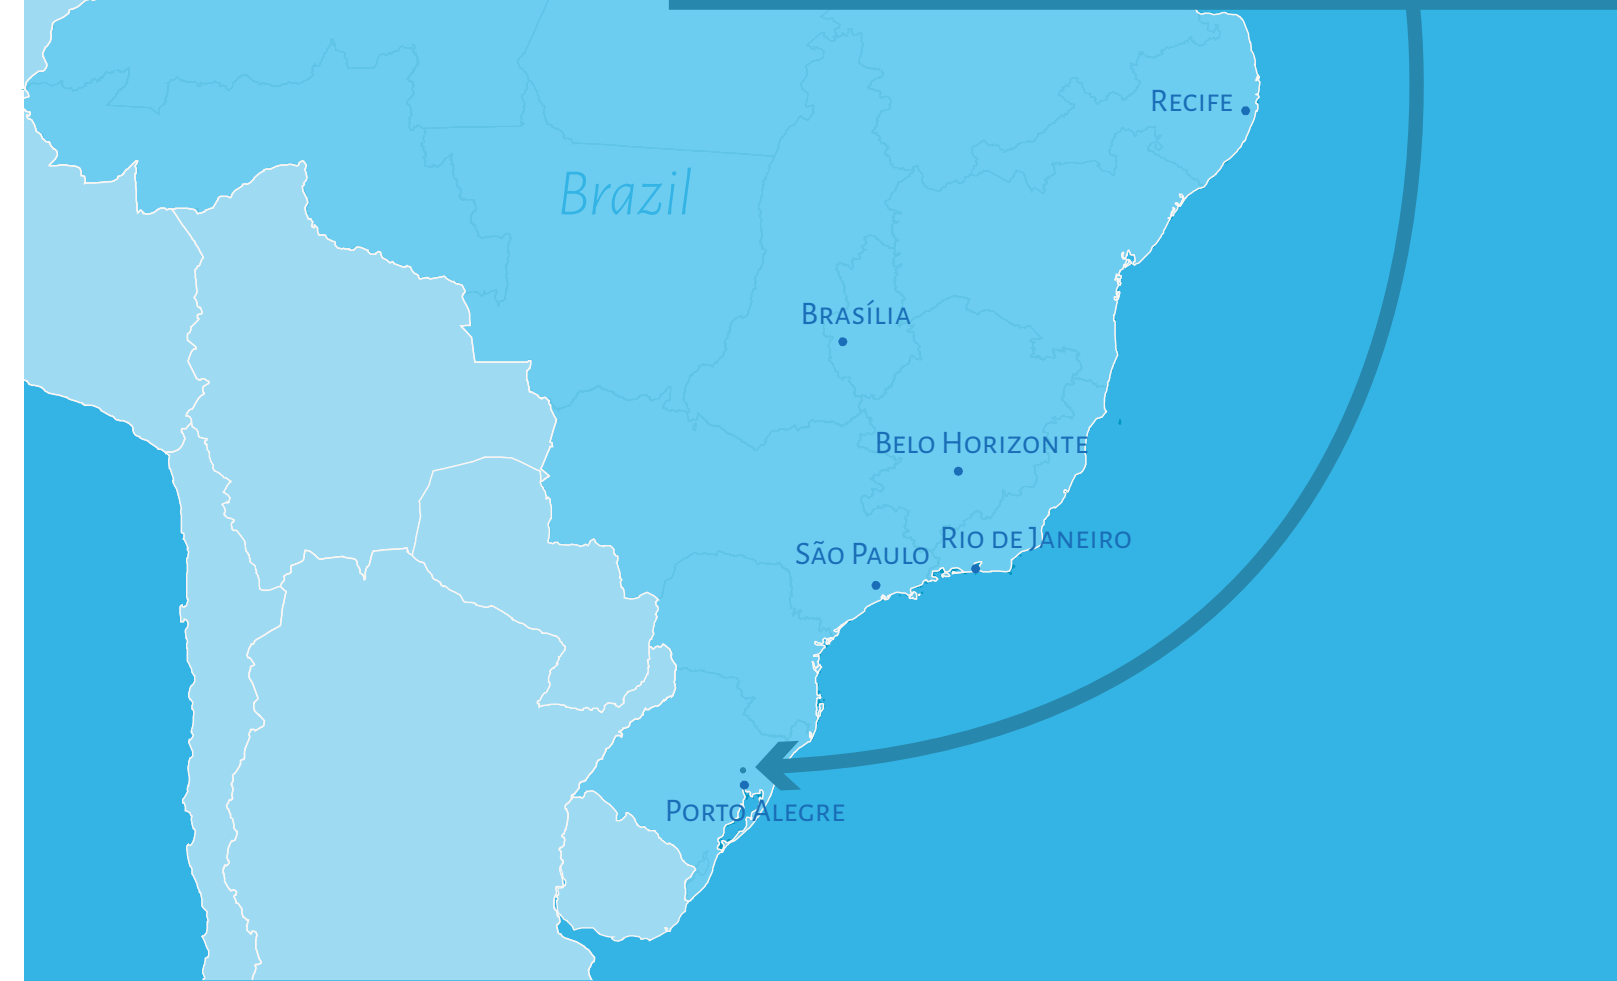 Recife
Brazil
Brasília
Belo Horizonte
Rio de Janeiro
São Paulo
Porto Alegre